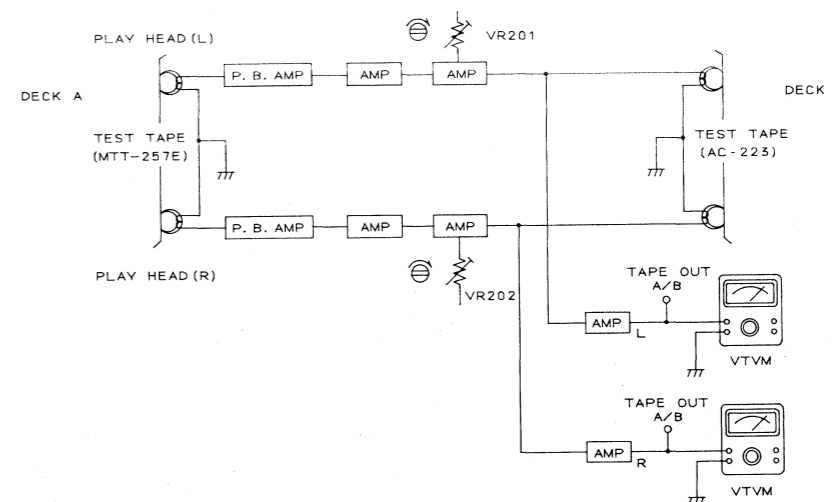 PLAY HEAD(L)
VR201
P. B. AMP
AMP
AMP
DECK A
DECK
TEST TAPE
(MTT-257E)
TEST TAPE
(AC-223)
P. B. AMP
AMP
AMP
PLAY HEAD(R)
VR202
TAPE OUT
A/B
AMP
L
VTVM
TAPE OUT
A/B
AMP
R
VTVM